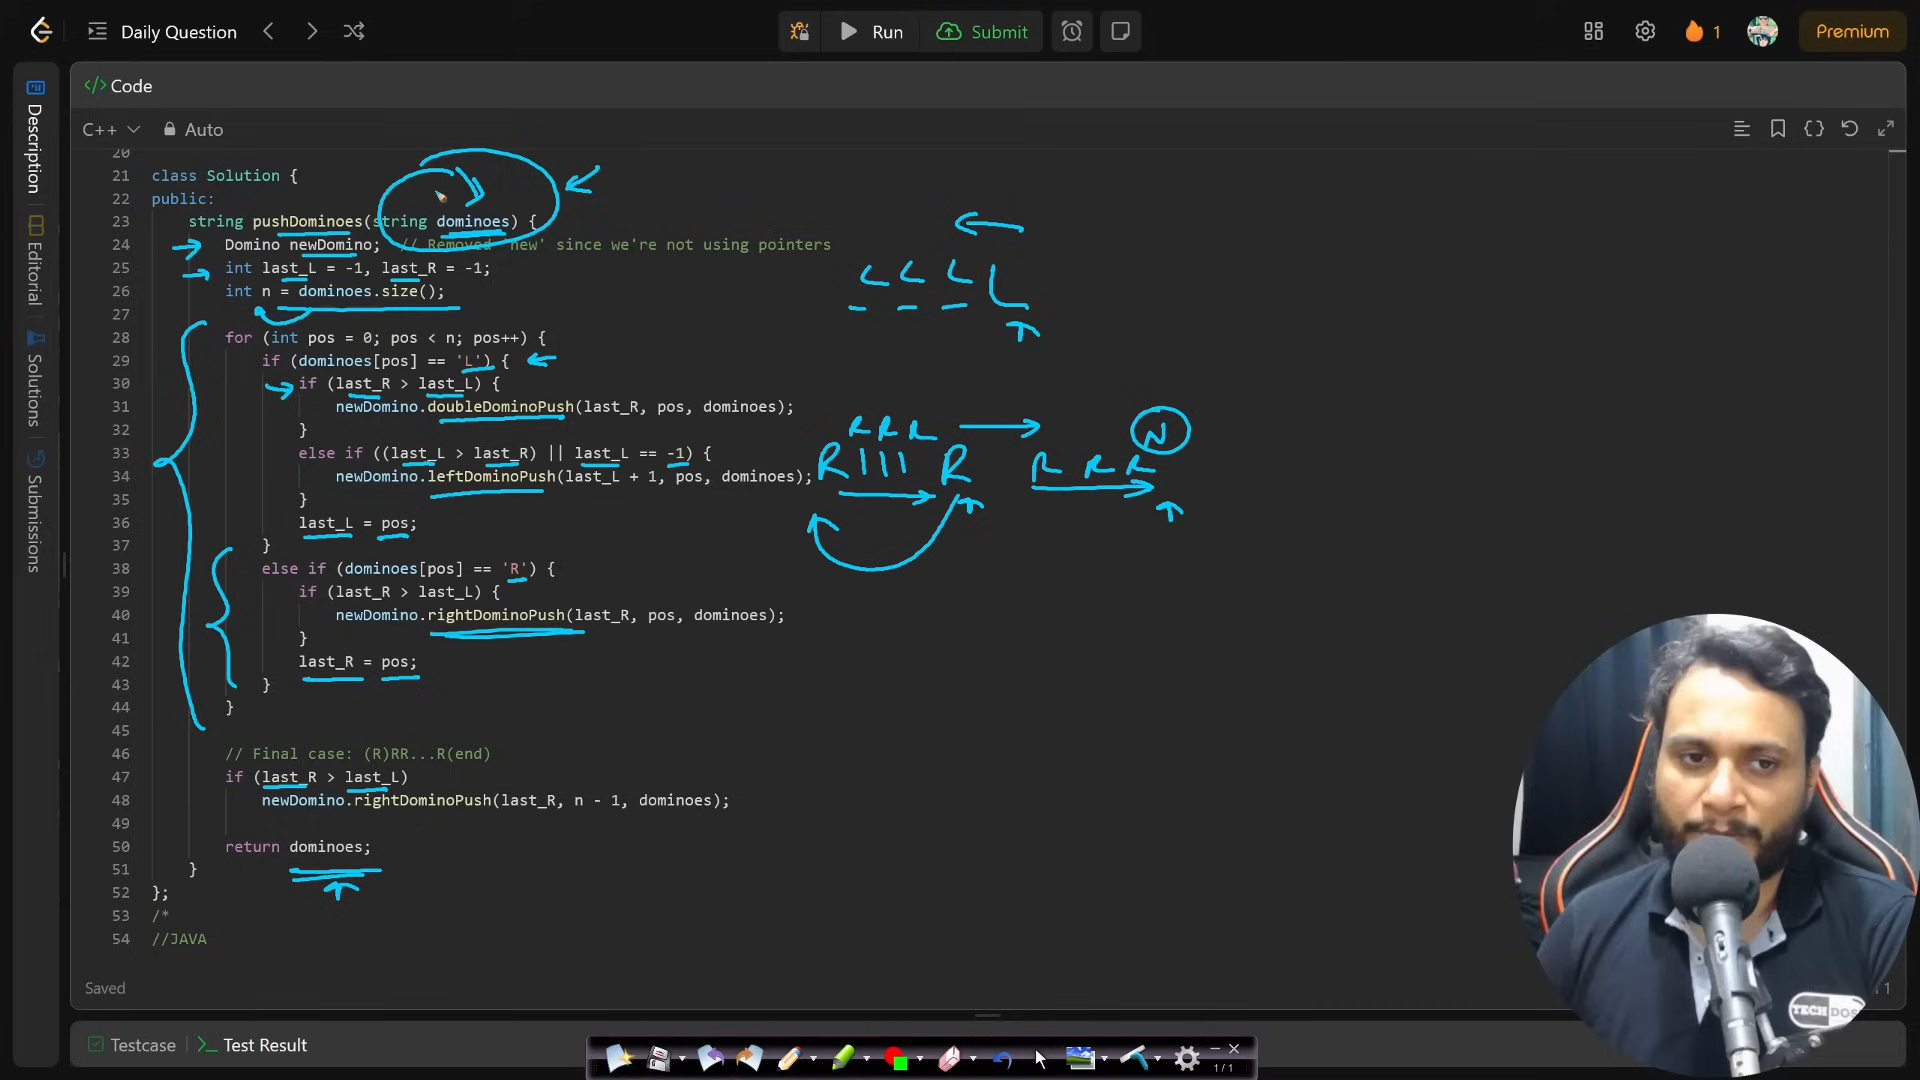 Daily Question
Run
Submit
1
Premium
Description
Editorial
Solutions
Submissions
</> Code
C++
Auto
20
21 class Solution {
22 public:
23 string pushDominoes(string dominoes) {
24 Domino newDomino; // Removed 'new' since we're not using pointers
25 int last_L = -1, last_R = -1;
26 int n = dominoes.size();
27
28 for (int pos = 0; pos < n; pos++) {
29 if (dominoes[pos] == 'L') {
30 if (last_R > last_L) {
31 newDomino.doubleDominoPush(last_R, pos, dominoes);
32 }
33 else if ((last_L > last_R) || last_L == -1) {
34 newDomino.leftDominoPush(last_L + 1, pos, dominoes);
35 }
36 last_L = pos;
37 }
38 else if (dominoes[pos] == 'R') {
39 if (last_R > last_L) {
40 newDomino.rightDominoPush(last_R, pos, dominoes);
41 }
42 last_R = pos;
43 }
44 }
45
46 // Final case: (R)RR...R(end)
47 if (last_R > last_L)
48 newDomino.rightDominoPush(last_R, n - 1, dominoes);
49
50 return dominoes;
51 }
52 };
53 /*
54 //JAVA
L L L L
R R R
N
R | | | R
R R R
Saved
Testcase
>_ Test Result
1/1
TECH DOSE